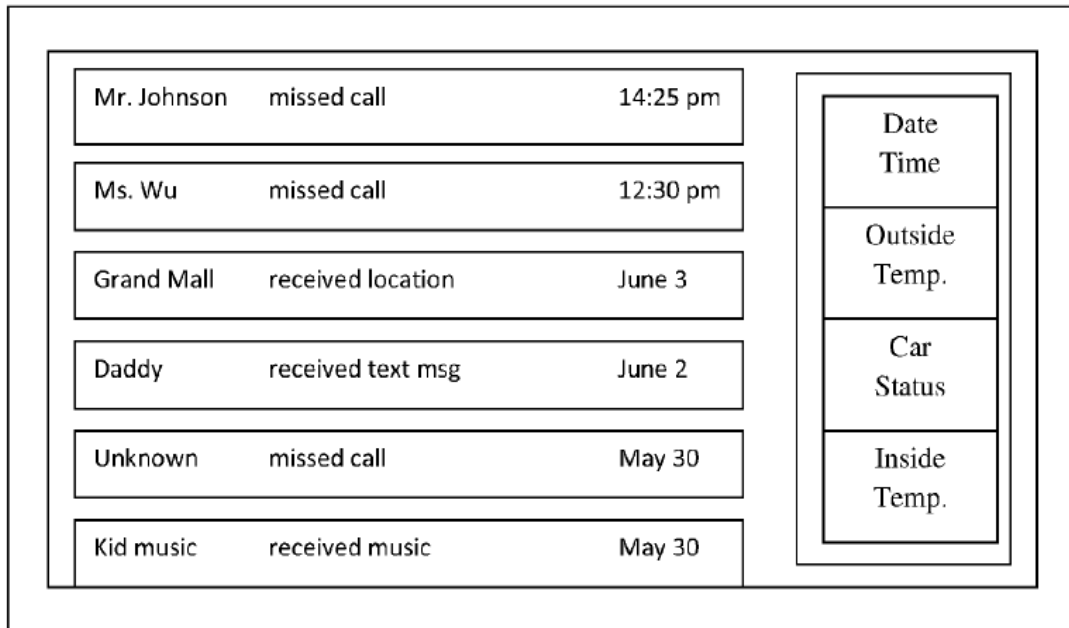 Mr. Johnson missed call 14:25 pm
Ms. Wu missed call 12:30 pm
Grand Mall received location June 3
Daddy received text msg June 2
Unknown missed call May 30
Kid music received music May 30
Date
Time
Outside
Temp.
Car
Status
Inside
Temp.